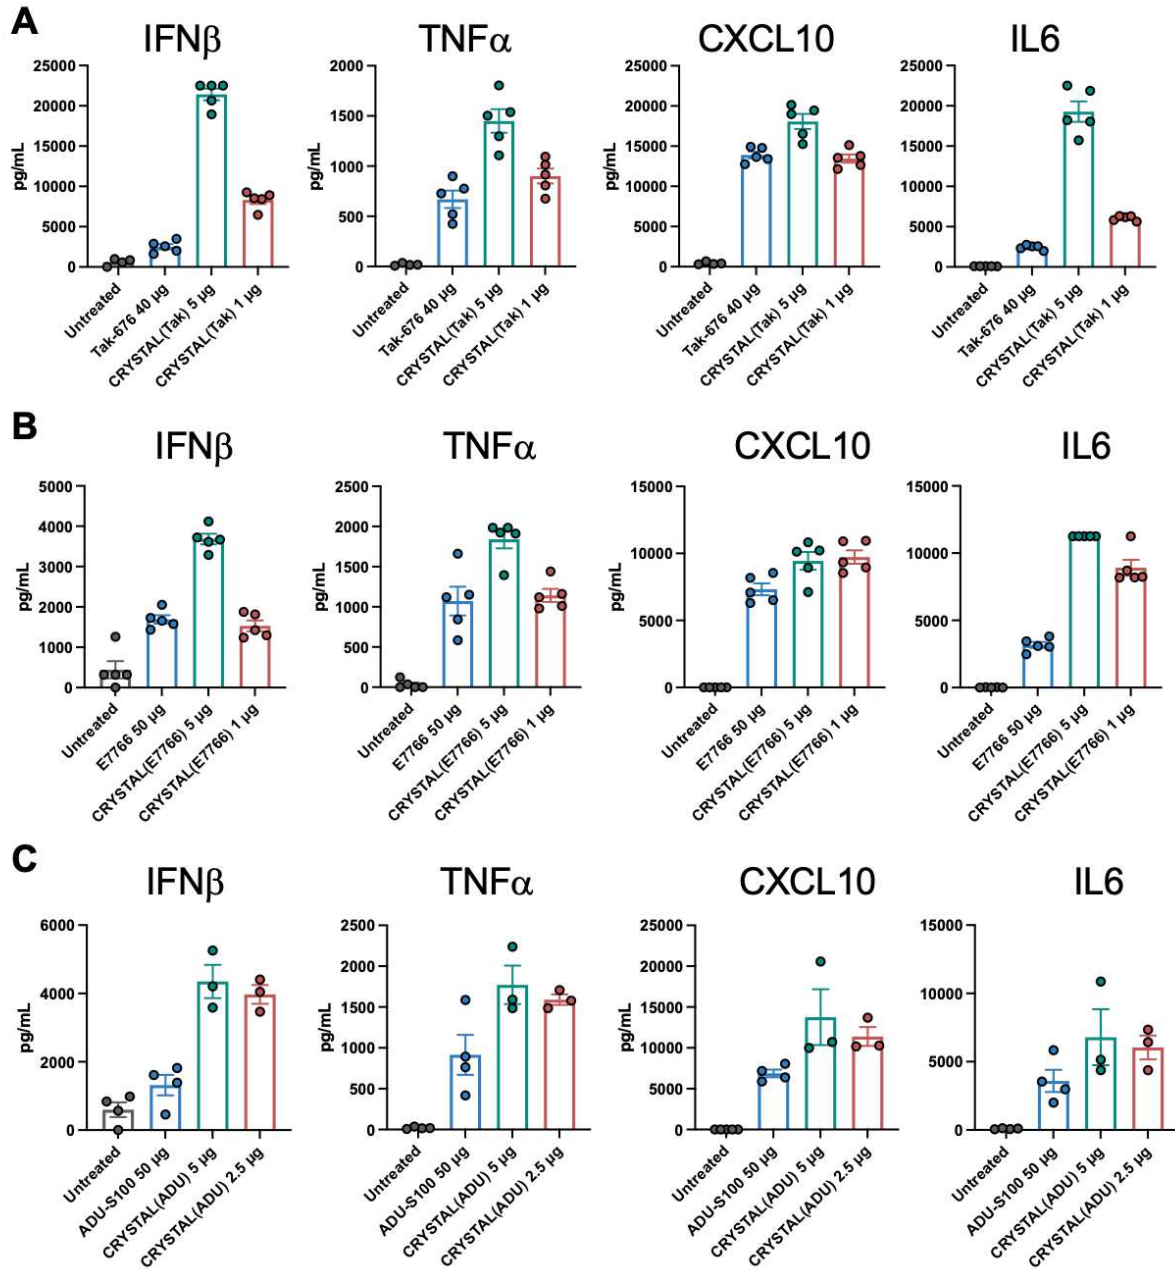 A
IFNβ
TNFα
CXCL10
IL6
pg/mL
25000
20000
15000
10000
5000
0
Untreated
Tak-676 40 µg
CRYSTAL(Tak) 5 µg
CRYSTAL(Tak) 1 µg
pg/mL
2000
1500
1000
500
0
Untreated
Tak-676 40 µg
CRYSTAL(Tak) 5 µg
CRYSTAL(Tak) 1 µg
pg/mL
25000
20000
15000
10000
5000
0
Untreated
Tak-676 40 µg
CRYSTAL(Tak) 5 µg
CRYSTAL(Tak) 1 µg
pg/mL
25000
20000
15000
10000
5000
0
Untreated
Tak-676 40 µg
CRYSTAL(Tak) 5 µg
CRYSTAL(Tak) 1 µg
B
IFNβ
TNFα
CXCL10
IL6
pg/mL
5000
4000
3000
2000
1000
0
Untreated
E7766 50 µg
CRYSTAL(E7766) 5 µg
CRYSTAL(E7766) 1 µg
pg/mL
2500
2000
1500
1000
500
0
Untreated
E7766 50 µg
CRYSTAL(E7766) 5 µg
CRYSTAL(E7766) 1 µg
pg/mL
15000
10000
5000
0
Untreated
E7766 50 µg
CRYSTAL(E7766) 5 µg
CRYSTAL(E7766) 1 µg
pg/mL
15000
10000
5000
0
Untreated
E7766 50 µg
CRYSTAL(E7766) 5 µg
CRYSTAL(E7766) 1 µg
C
IFNβ
TNFα
CXCL10
IL6
pg/mL
6000
4000
2000
0
Untreated
ADU-S100 50 µg
CRYSTAL(ADU) 5 µg
CRYSTAL(ADU) 2.5 µg
pg/mL
2500
2000
1500
1000
500
0
Untreated
ADU-S100 50 µg
CRYSTAL(ADU) 5 µg
CRYSTAL(ADU) 2.5 µg
pg/mL
25000
20000
15000
10000
5000
0
Untreated
ADU-S100 50 µg
CRYSTAL(ADU) 5 µg
CRYSTAL(ADU) 2.5 µg
pg/mL
15000
10000
5000
0
Untreated
ADU-S100 50 µg
CRYSTAL(ADU) 5 µg
CRYSTAL(ADU) 2.5 µg